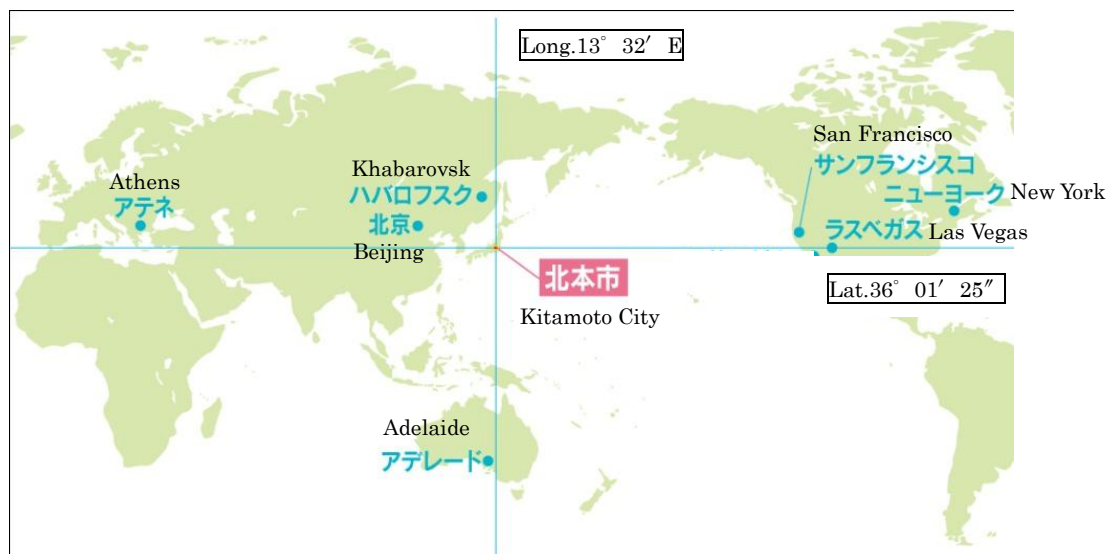 Long.13° 32′ E
San Francisco
サンフランシスコ
Khabarovsk
ハバロフスク
Athens
アテネ
ニューヨーク New York
北京
Beijing
ラスベガス Las Vegas
北本市
Lat.36° 01′ 25″
Kitamoto City
Adelaide
アデレード